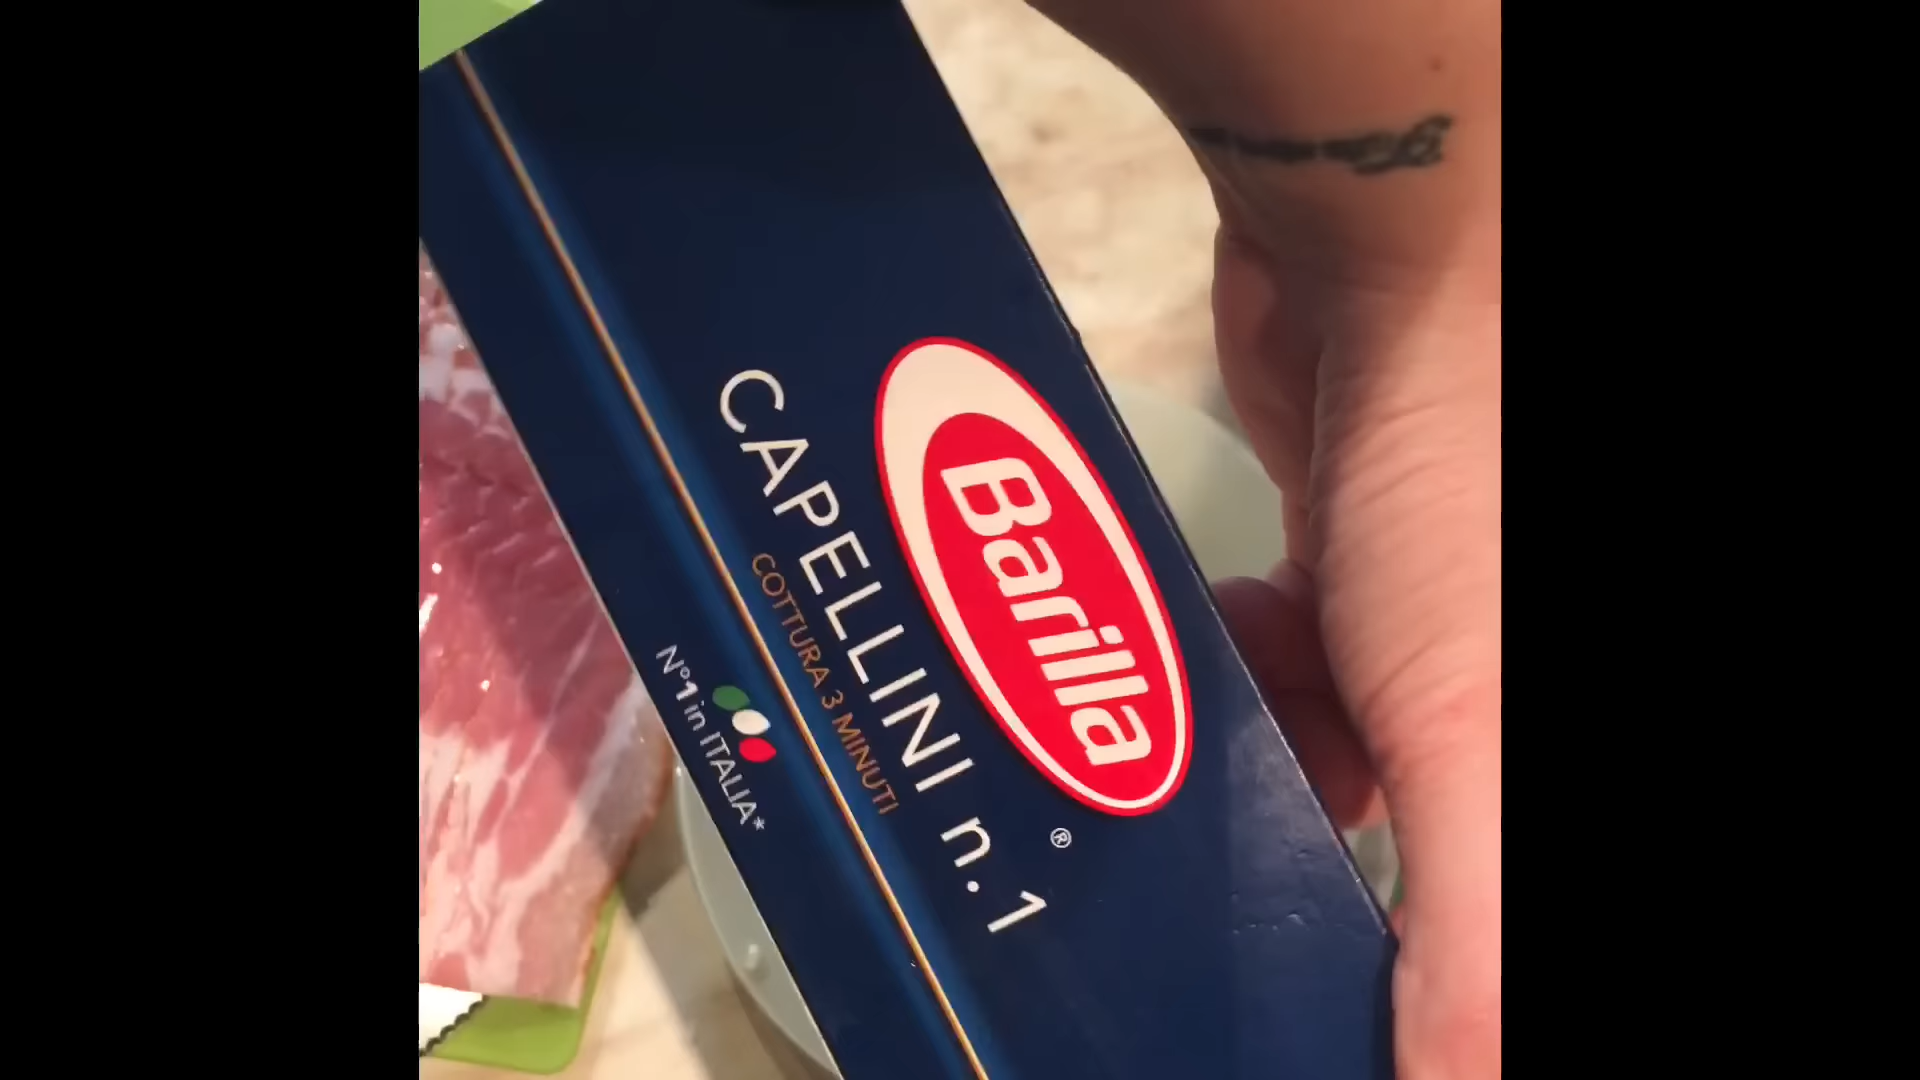 Barilla
®
CAPELLINI n.1
COTTURA 3 MINUTI
N°1 in ITALIA*